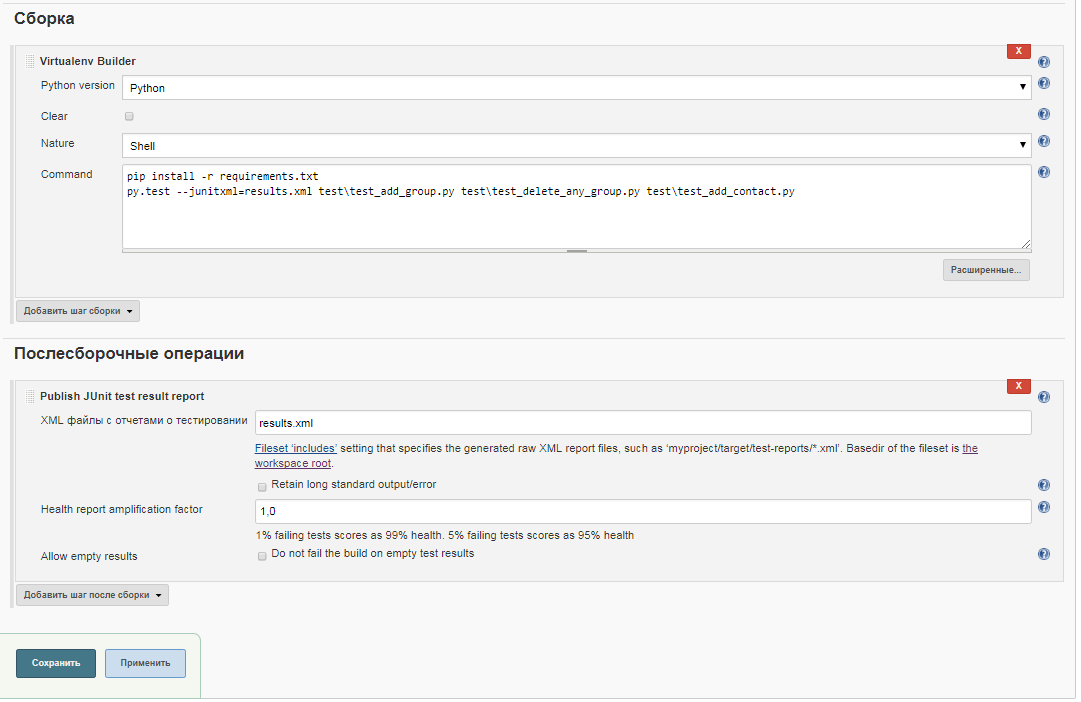 Сборка
X
Virtualenv Builder
Python version
Python
Clear
Nature
Shell
Command
pip install -r requirements.txt
py.test --junitxml=results.xml test\test_add_group.py test\test_delete_any_group.py test\test_add_contact.py
Расширенные...
Добавить шаг сборки
Послесборочные операции
X
Publish JUnit test result report
XML файлы с отчетами о тестировании
results.xml
Fileset ‘includes’ setting that specifies the generated raw XML report files, such as ‘myproject/target/test-reports/*.xml’. Basedir of the fileset is the
workspace root.
Retain long standard output/error
Health report amplification factor
1,0
1% failing tests scores as 99% health. 5% failing tests scores as 95% health
Allow empty results
Do not fail the build on empty test results
Добавить шаг после сборки
Сохранить
Применить